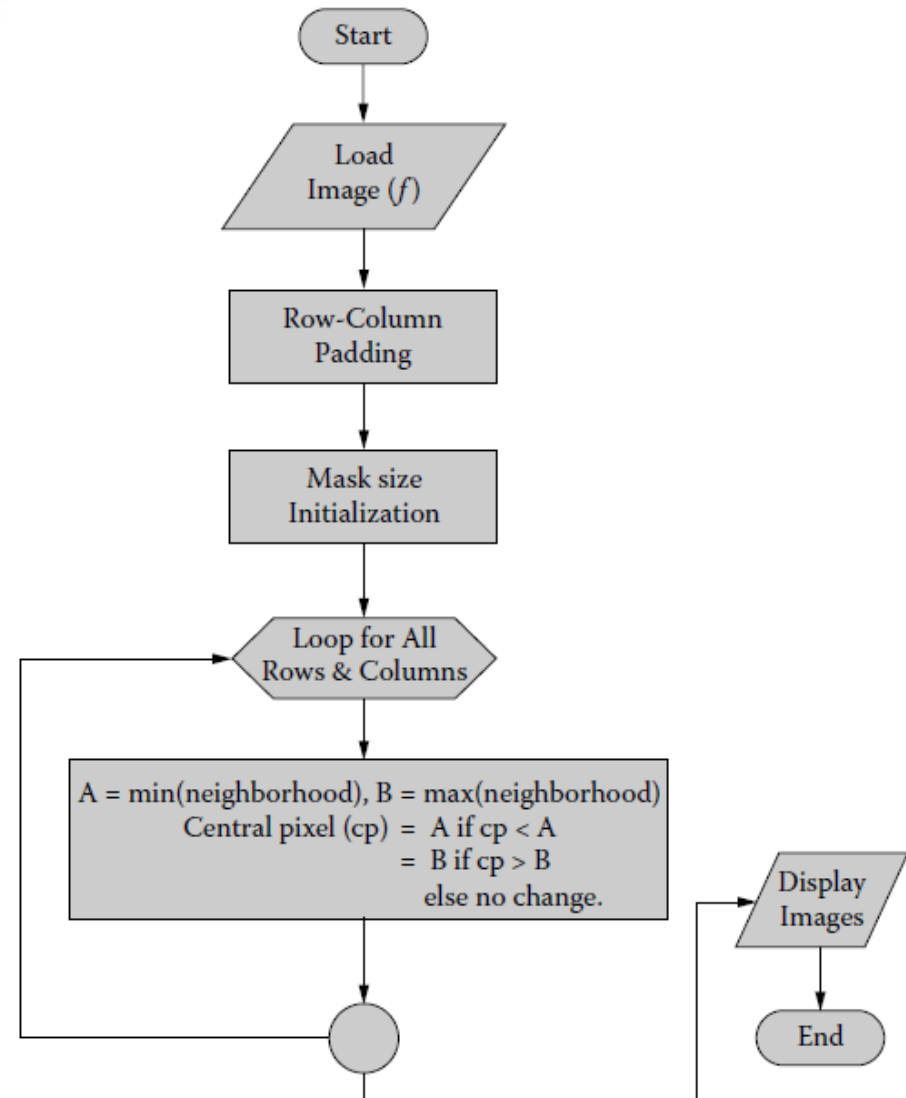 Start
Load
Image (f)
Row-Column
Padding
Mask size
Initialization
Loop for All
Rows & Columns
A = min(neighborhood), B = max(neighborhood)
Central pixel (cp) = A if cp < A
= B if cp > B
else no change.
Display
Images
End